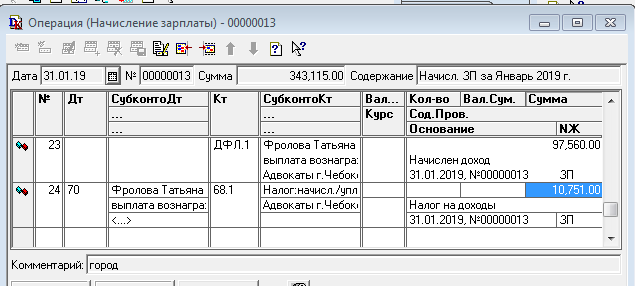 Операция (Начисление зарплаты) - 00000013
Дата 31.01.19 № 00000013 Сумма 343,115.00 Содержание Начисл. ЗП за Январь 2019 г.
№ Дт СубконтоДт Кт СубконтоКт Вал... Кол-во Вал.Сум. Сумма
... ... Курс Сод.Пров.
... ... Основание NЖ
23 ДФЛ.1 Фролова Татьяна 97,560.00
выплата вознагра: Начислен доход
Адвокаты г.Чебокс 31.01.2019, №00000013 ЗП
24 70 Фролова Татьяна 68.1 Налог:начисл./упл 10,751.00
выплата вознагра: Адвокаты г.Чебокс Налог на доходы
<...> 31.01.2019, №00000013 ЗП
Комментарий: город